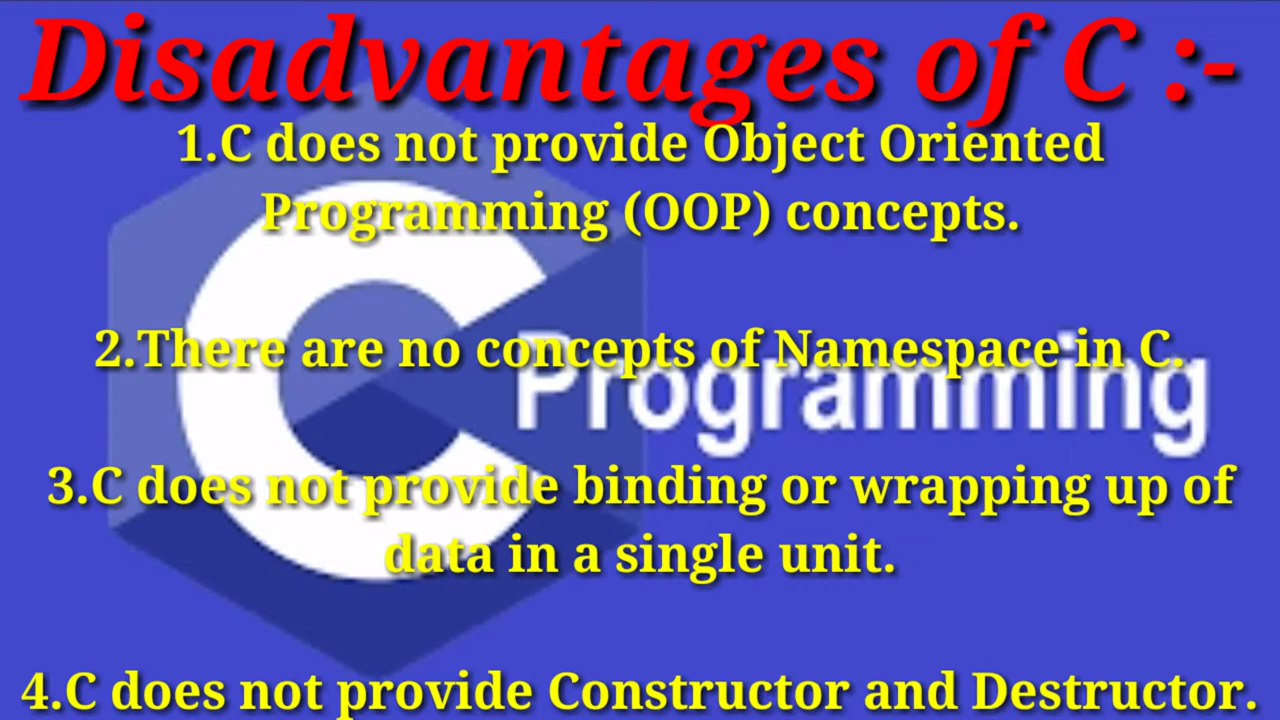 Disadvantages of C :-
1.C does not provide Object Oriented
Programming (OOP) concepts.
2.There are no concepts of Namespace in C.
Programming
3.C does not provide binding or wrapping up of
data in a single unit.
4.C does not provide Constructor and Destructor.